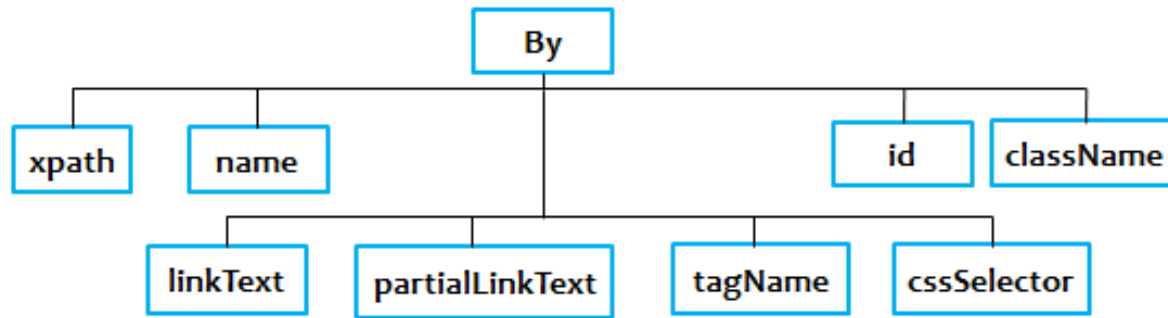 By
xpath
name
id
className
linkText
partialLinkText
tagName
cssSelector